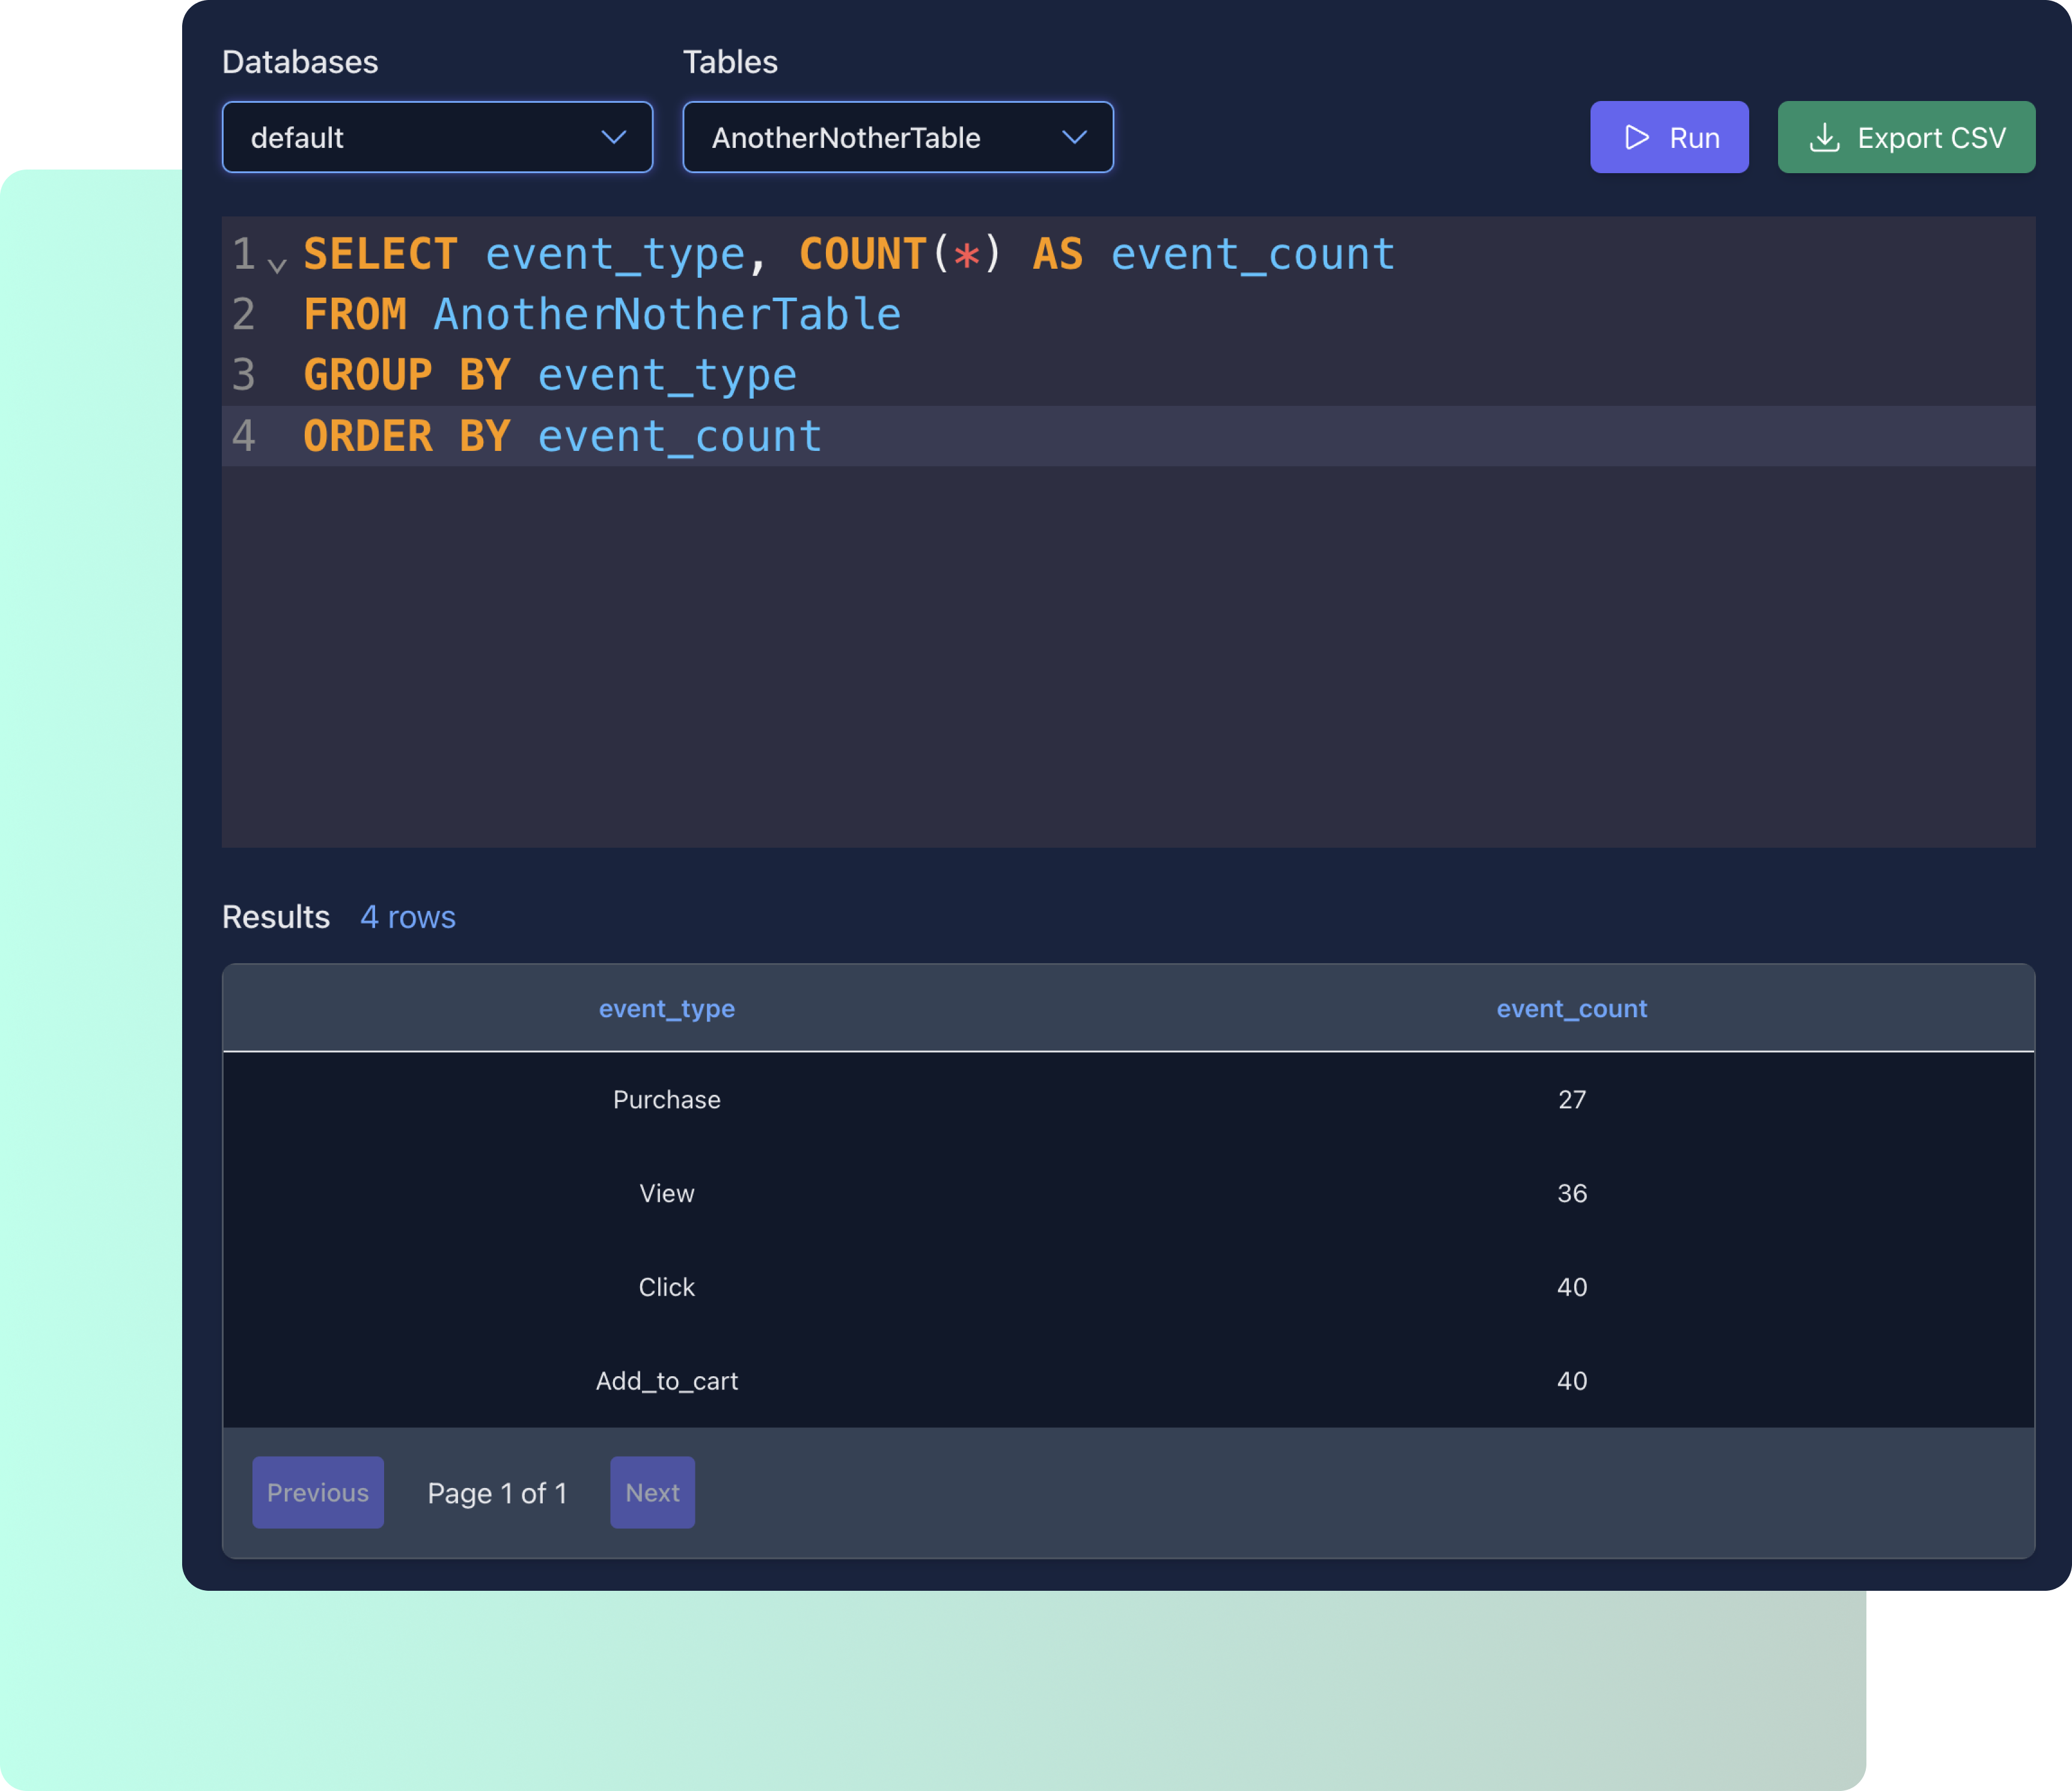 Databases Tables
default AnotherNotherTable Run Export CSV
1 SELECT event_type, COUNT(*) AS event_count
2 FROM AnotherNotherTable
3 GROUP BY event_type
4 ORDER BY event_count
Results 4 rows
event_type event_count
Purchase 27
View 36
Click 40
Add_to_cart 40
Previous Page 1 of 1 Next